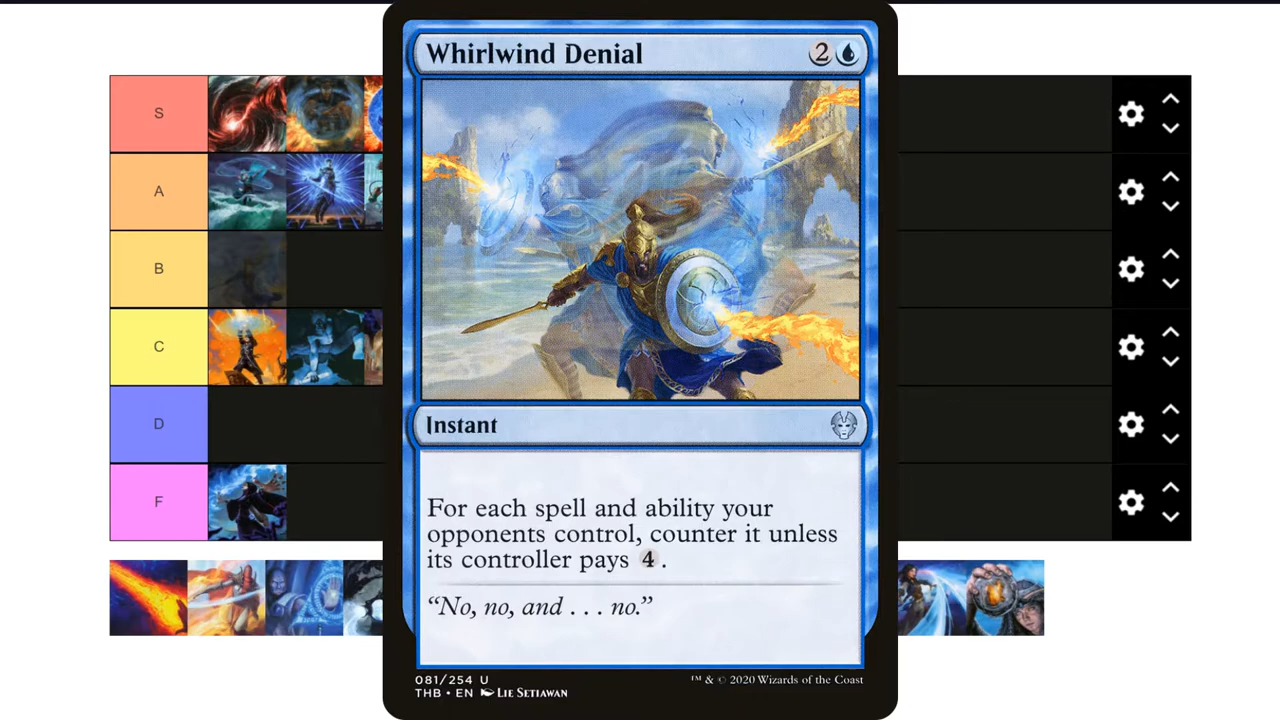 Whirlwind Denial 2
S
A
B
C
D
F
Instant
For each spell and ability your
opponents control, counter it unless
its controller pays 4.
“No, no, and . . . no.”
081/254 U
THB • EN Lie Setiawan
™ & © 2020 Wizards of the Coast